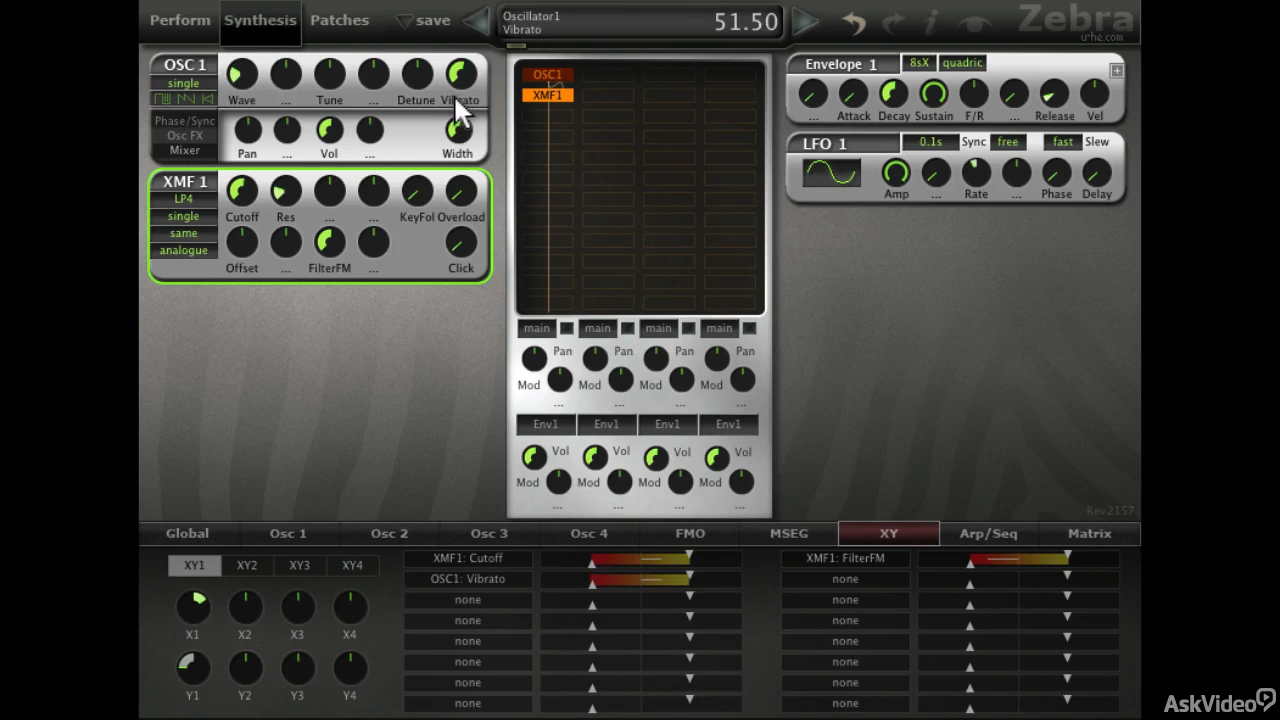 Perform Synthesis Patches save
Oscillator1 51.50
Vibrato
Zebra
u-he.com
OSC 1
single
Wave ... Tune ... Detune Vibrato
Phase/Sync
Osc FX
Mixer
Pan ... Vol ... Width
XMF 1
LP4
single
same
analogue
Cutoff Res ... ... KeyFol Overload
Offset ... FilterFM ... Click
OSC1
XMF1
main main main main
Pan Pan Pan Pan
Mod Mod Mod Mod
... ... ... ...
Env1 Env1 Env1 Env1
Vol Vol Vol Vol
Mod Mod Mod Mod
... ... ... ...
Envelope 1 8sX quadric
... Attack Decay Sustain F/R ... Release Vel
LFO 1 0.1s Sync free fast Slew
Amp ... Rate ... Phase Delay
Rev2157
Global Osc 1 Osc 2 Osc 3 Osc 4 FMO MSEG XY Arp/Seq Matrix
XY1 XY2 XY3 XY4
X1 X2 X3 X4
Y1 Y2 Y3 Y4
XMF1: Cutoff XMF1: FilterFM
OSC1: Vibrato none
none none
none none
none none
none none
none none
none none
AskVideo